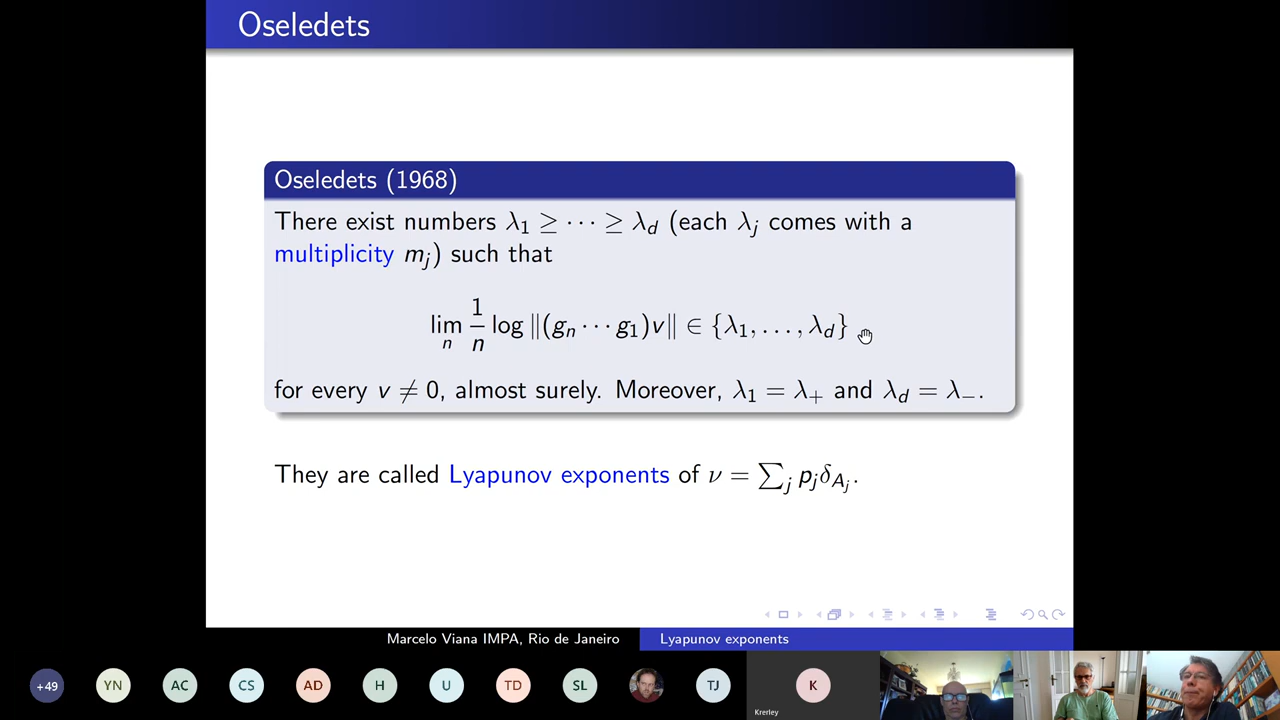 Oseledets
Oseledets (1968)
There exist numbers λ₁ ≥ ··· ≥ λ_d (each λ_j comes with a
multiplicity m_j) such that
lim_n 1/n log ‖(g_n ··· g₁)v‖ ∈ {λ₁, . . . , λ_d}
for every v ≠ 0, almost surely. Moreover, λ₁ = λ₊ and λ_d = λ₋.
They are called Lyapunov exponents of ν = ∑_j p_j δ_{A_j}.
Marcelo Viana IMPA, Rio de Janeiro
Lyapunov exponents
+49
YN
AC
CS
AD
H
U
TD
SL
TJ
K
Krerley